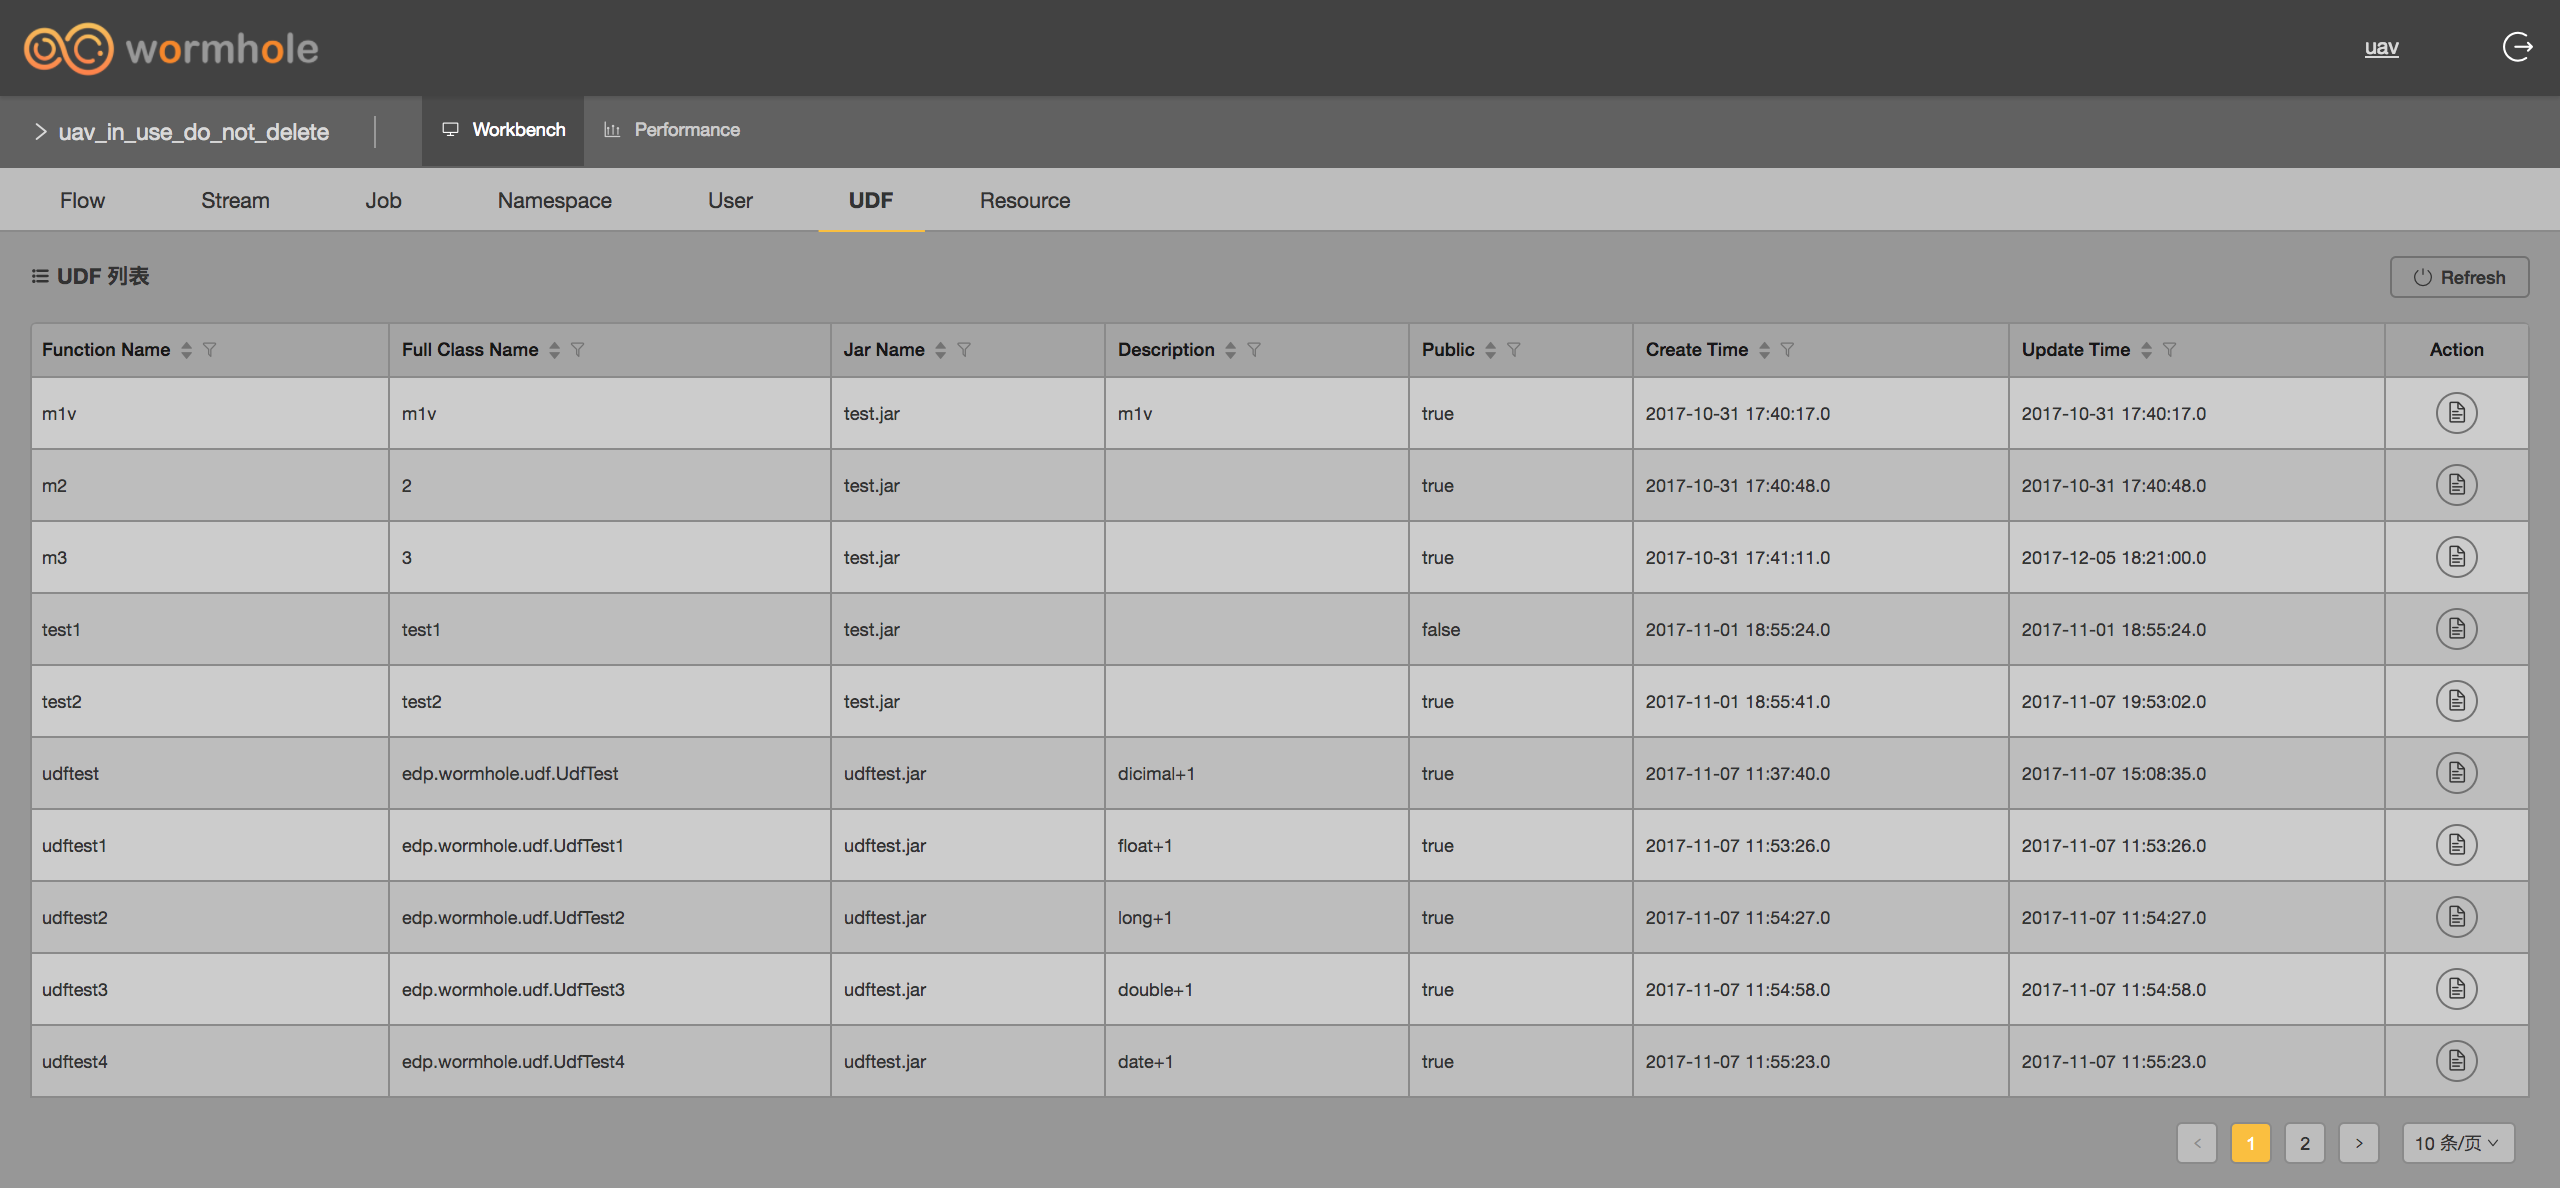 wormhole
uav
uav_in_use_do_not_delete
Workbench
Performance
Flow Stream Job Namespace User UDF Resource
UDF 列表
Refresh
Function Name Full Class Name Jar Name Description Public Create Time Update Time Action
m1v m1v test.jar m1v true 2017-10-31 17:40:17.0 2017-10-31 17:40:17.0
m2 2 test.jar true 2017-10-31 17:40:48.0 2017-10-31 17:40:48.0
m3 3 test.jar true 2017-10-31 17:41:11.0 2017-12-05 18:21:00.0
test1 test1 test.jar false 2017-11-01 18:55:24.0 2017-11-01 18:55:24.0
test2 test2 test.jar true 2017-11-01 18:55:41.0 2017-11-07 19:53:02.0
udftest edp.wormhole.udf.UdfTest udftest.jar dicimal+1 true 2017-11-07 11:37:40.0 2017-11-07 15:08:35.0
udftest1 edp.wormhole.udf.UdfTest1 udftest.jar float+1 true 2017-11-07 11:53:26.0 2017-11-07 11:53:26.0
udftest2 edp.wormhole.udf.UdfTest2 udftest.jar long+1 true 2017-11-07 11:54:27.0 2017-11-07 11:54:27.0
udftest3 edp.wormhole.udf.UdfTest3 udftest.jar double+1 true 2017-11-07 11:54:58.0 2017-11-07 11:54:58.0
udftest4 edp.wormhole.udf.UdfTest4 udftest.jar date+1 true 2017-11-07 11:55:23.0 2017-11-07 11:55:23.0
< 1 2 > 10 条/页